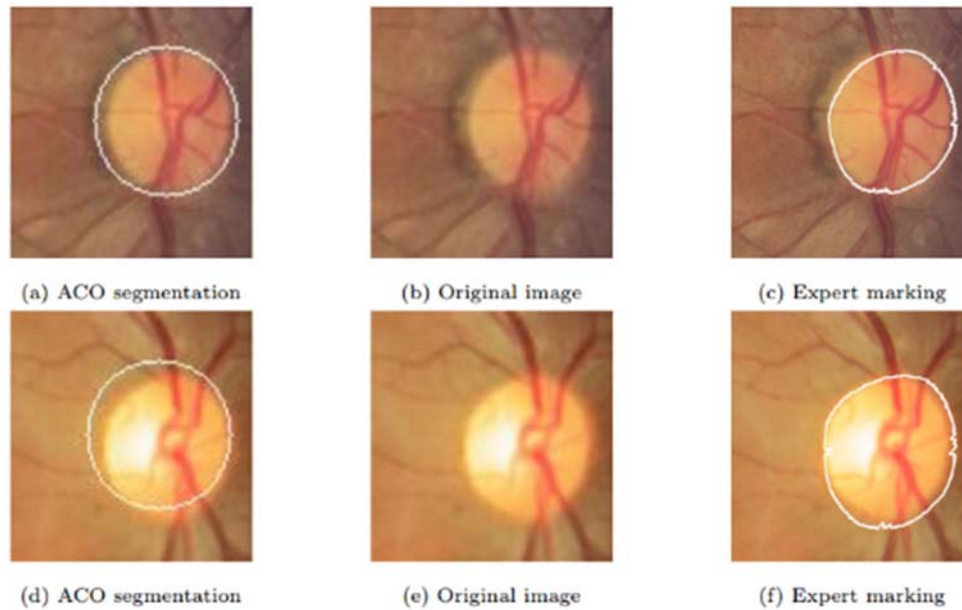 (a) ACO segmentation
(b) Original image
(c) Expert marking
(d) ACO segmentation
(e) Original image
(f) Expert marking